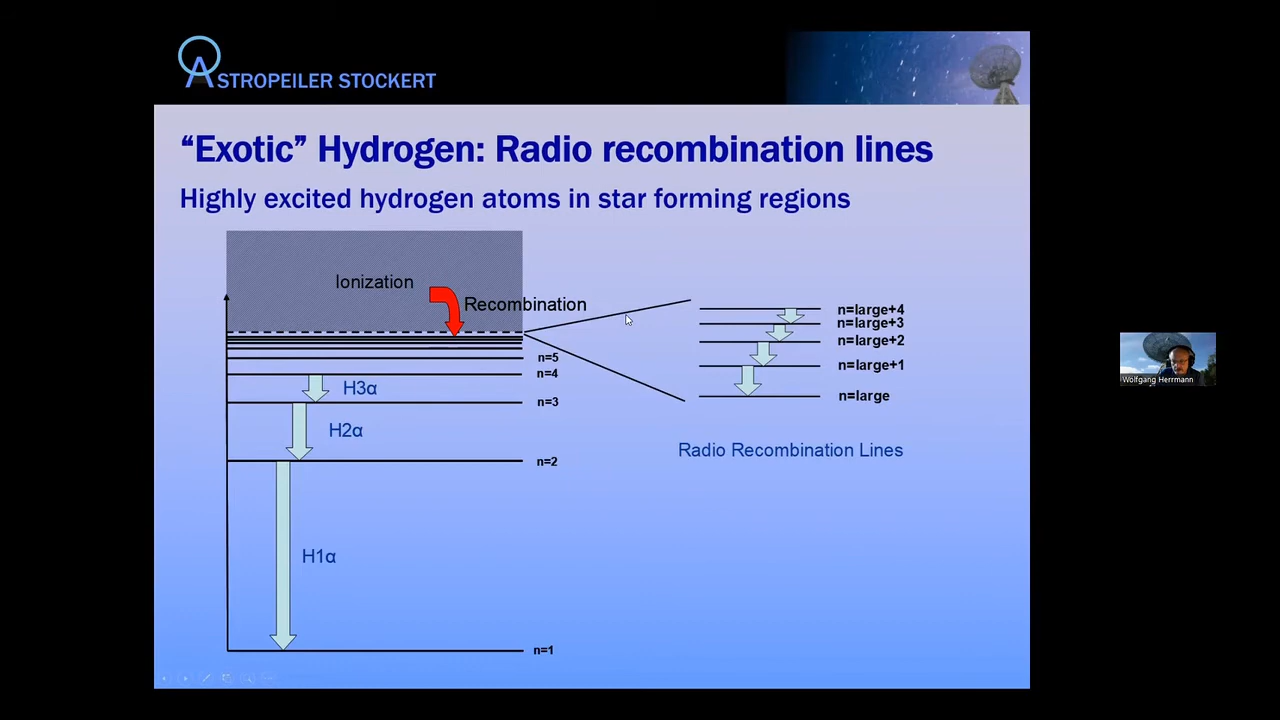 ASTROPEILER STOCKERT
“Exotic” Hydrogen: Radio recombination lines
Highly excited hydrogen atoms in star forming regions
Ionization
Recombination
n=5
n=4
H3α
n=3
H2α
n=2
H1α
n=1
n=large+4
n=large+3
n=large+2
n=large+1
n=large
Radio Recombination Lines
Wolfgang Herrmann